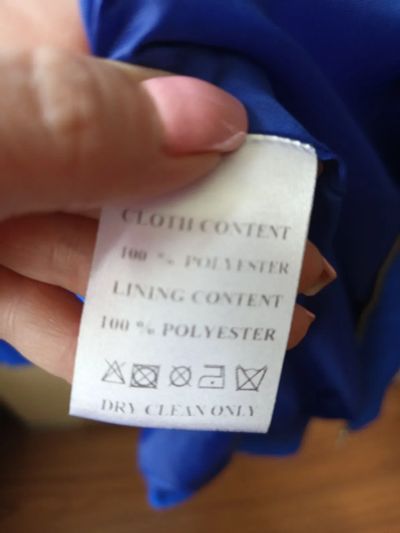 CLOTH CONTENT
100 % POLYESTER
LINING CONTENT
100 % POLYESTER
DRY CLEAN ONLY